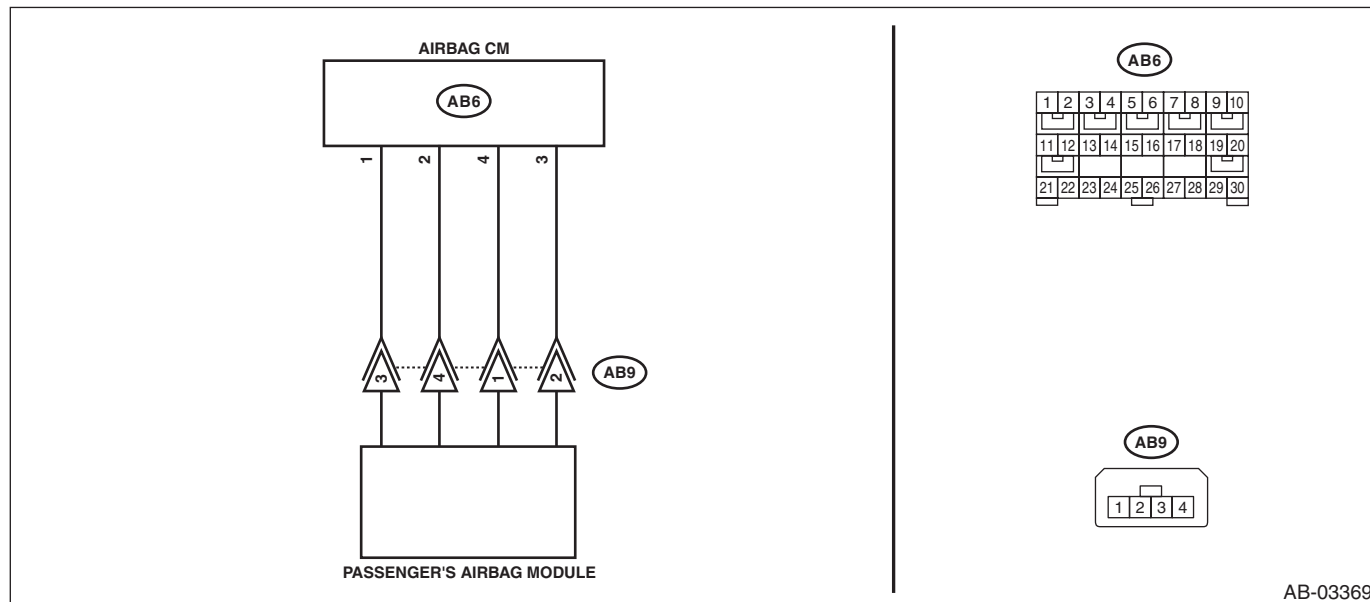 AIRBAG CM
AB6
1 2 4 3
3 4 1 2
AB9
PASSENGER'S AIRBAG MODULE
AB6
1 2 3 4 5 6 7 8 9 10
11 12 13 14 15 16 17 18 19 20
21 22 23 24 25 26 27 28 29 30
AB9
1 2 3 4
AB-03369